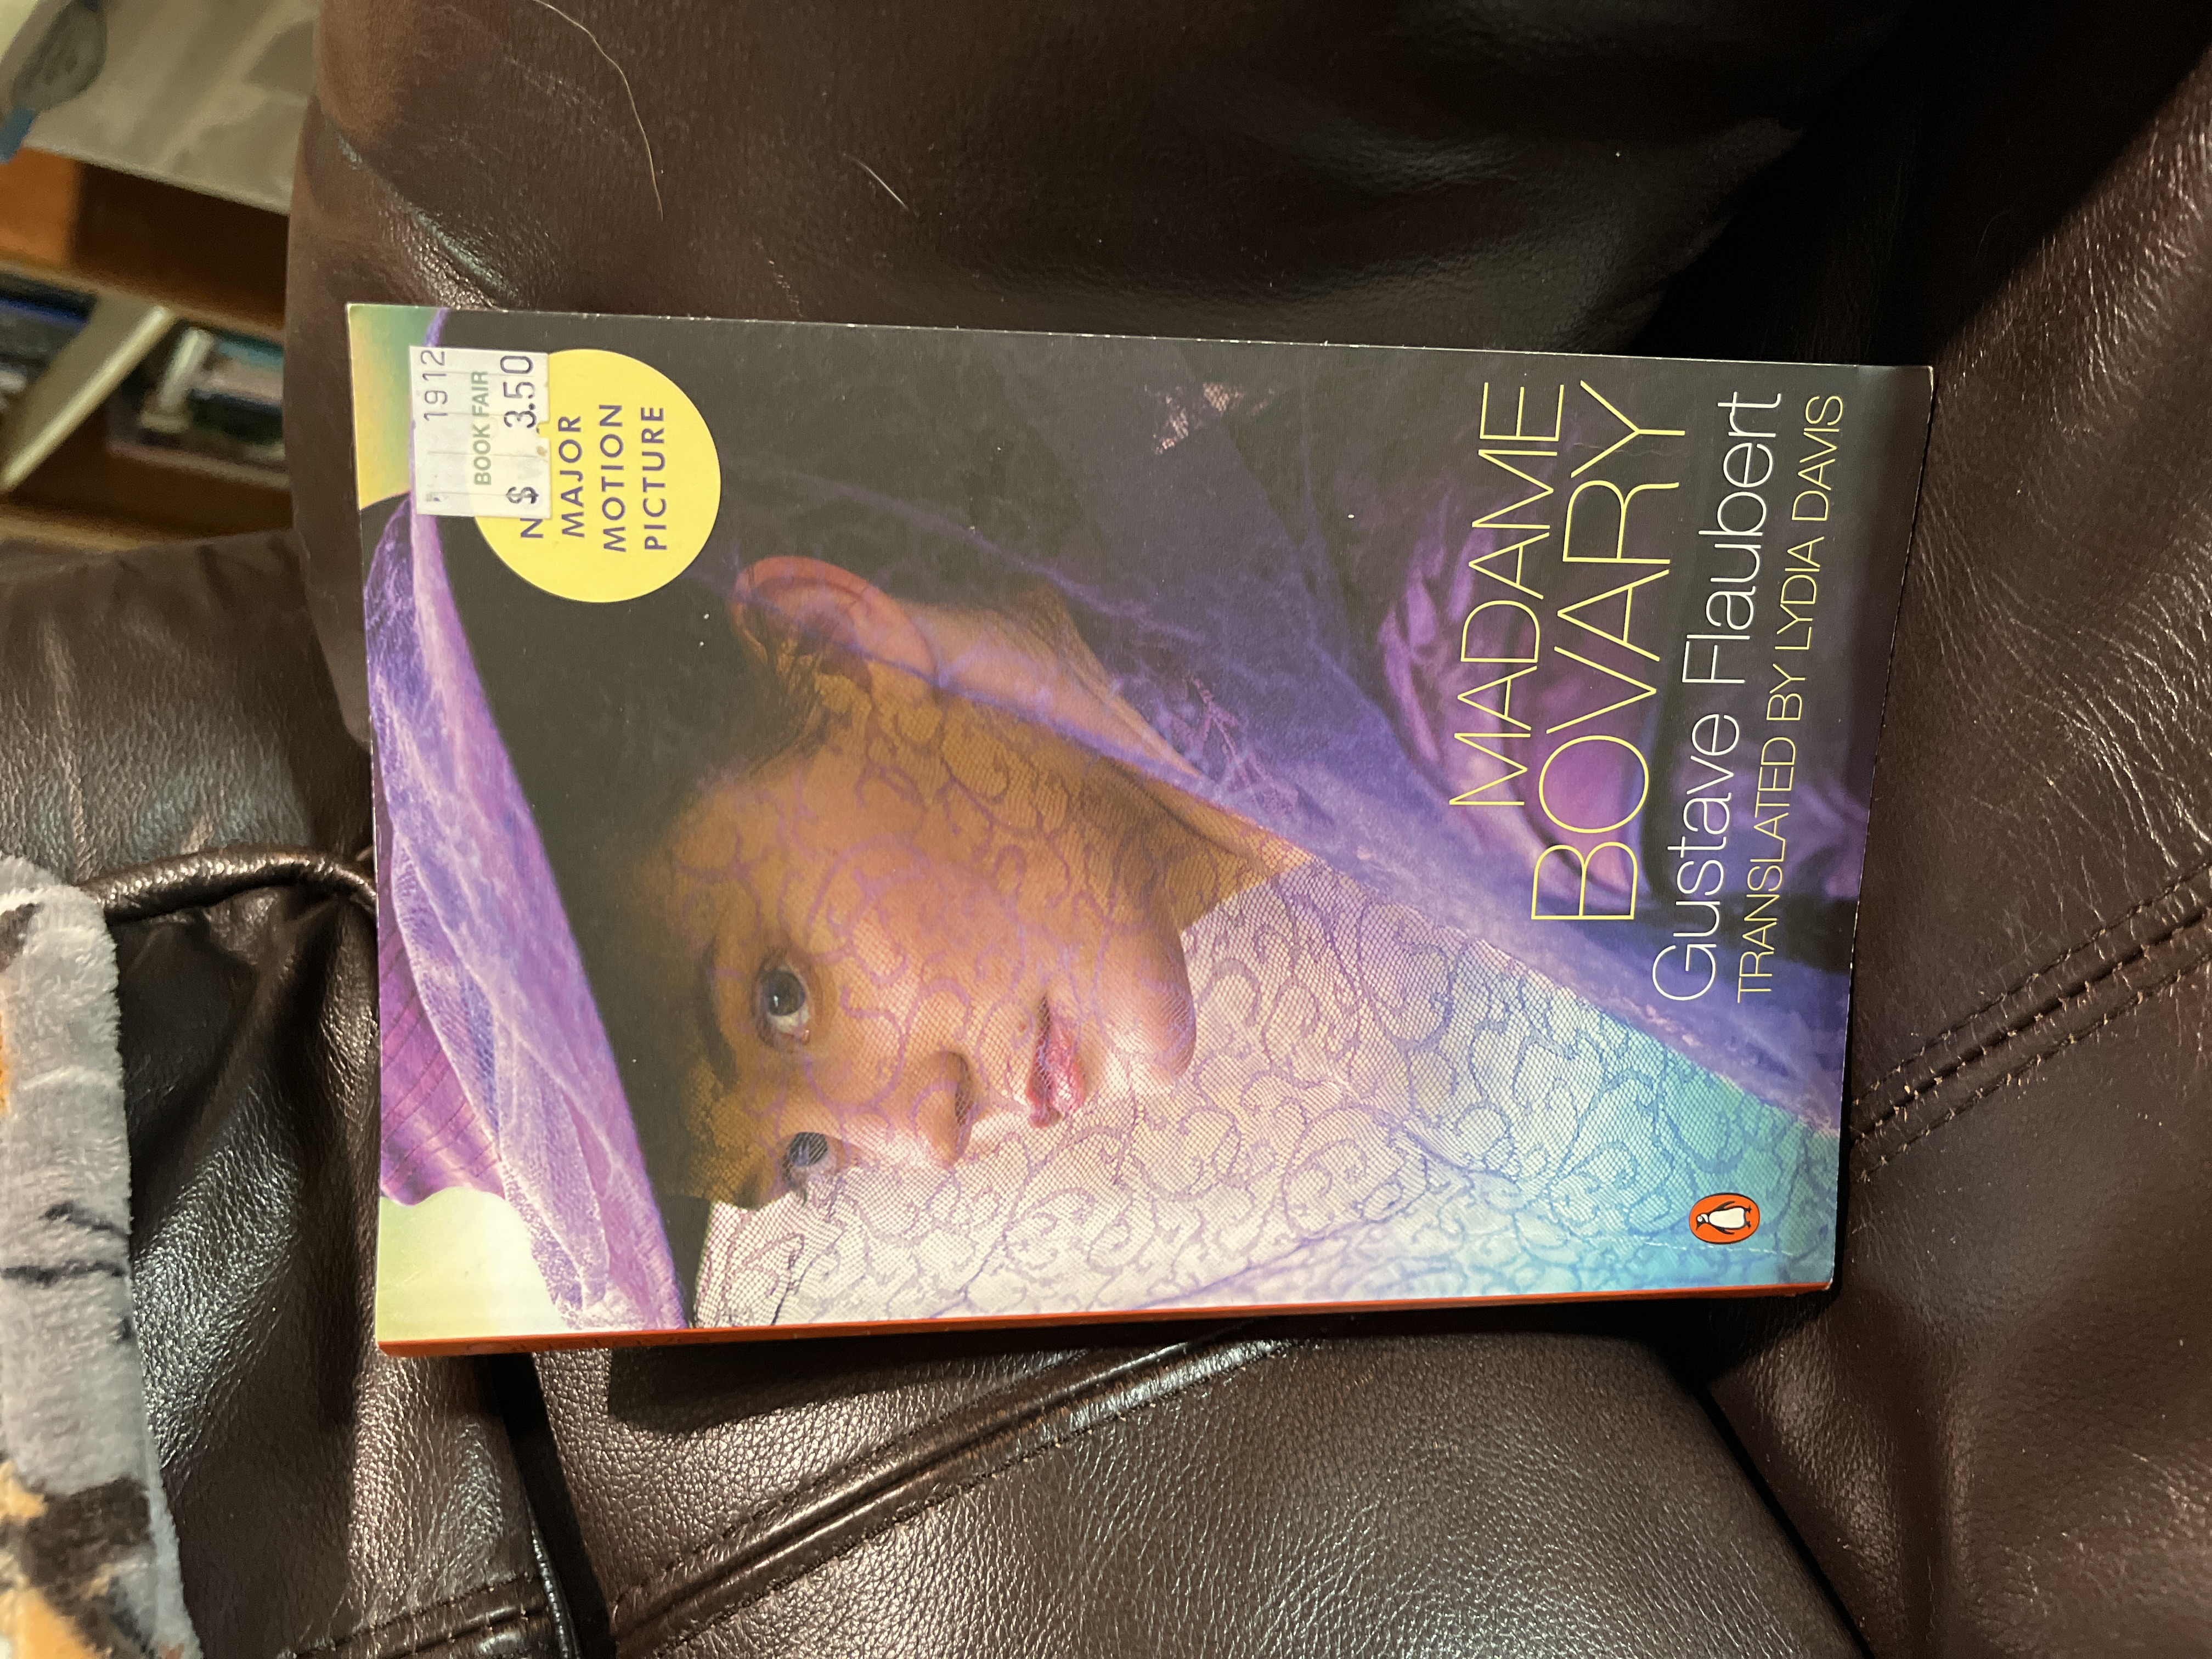 1912
BOOK FAIR
$ 3.50
MAJOR
MOTION
PICTURE
MADAME
BOVARY
Gustave Flaubert
TRANSLATED BY LYDIA DAVIS